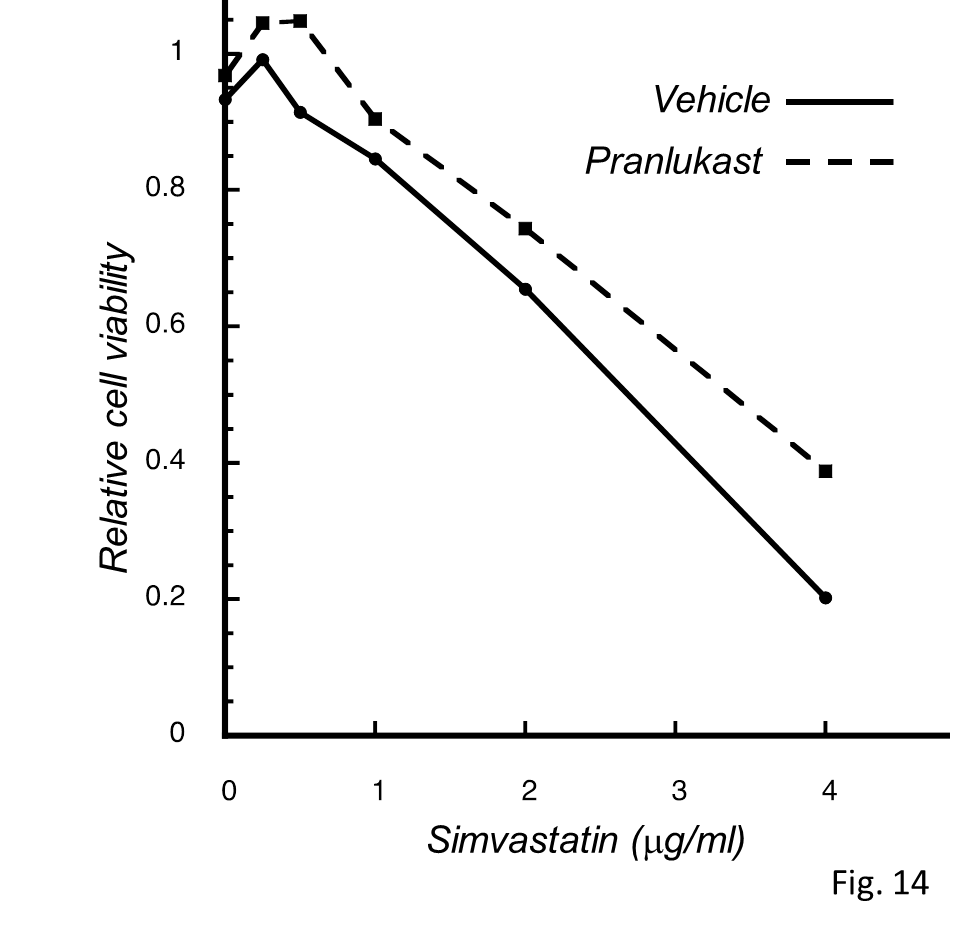 1
0.8
0.6
0.4
0.2
0
Relative cell viability
Vehicle
Pranlukast
0 1 2 3 4
Simvastatin (μg/ml)
Fig. 14